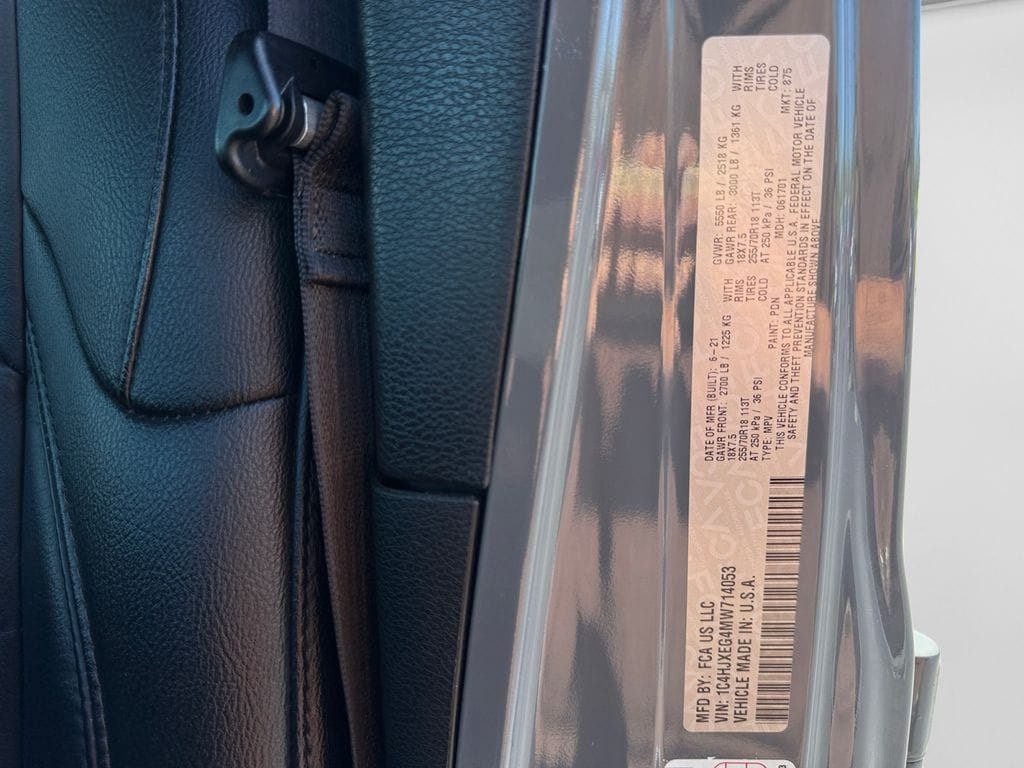 MFD BY: FCA US LLC
VIN: 1C4HJXEG4MW714053
VEHICLE MADE IN: U.S.A.
DATE OF MFR (BUILT): 6-21 GVWR: 5550 LB / 2518 KG
GAWR FRONT: 2700 LB / 1225 KG WITH GAWR REAR: 3000 LB / 1361 KG WITH
18X7.5 RIMS 18X7.5 RIMS
255/70R18 113T TIRES 255/70R18 113T TIRES
AT 250 kPa / 36 PSI COLD AT 250 kPa / 36 PSI COLD
TYPE: MPV PAINT: PDN MDH: 061701 MKT: 875
THIS VEHICLE CONFORMS TO ALL APPLICABLE U.S.A. FEDERAL MOTOR VEHICLE
SAFETY AND THEFT PREVENTION STANDARDS IN EFFECT ON THE DATE OF
MANUFACTURE SHOWN ABOVE